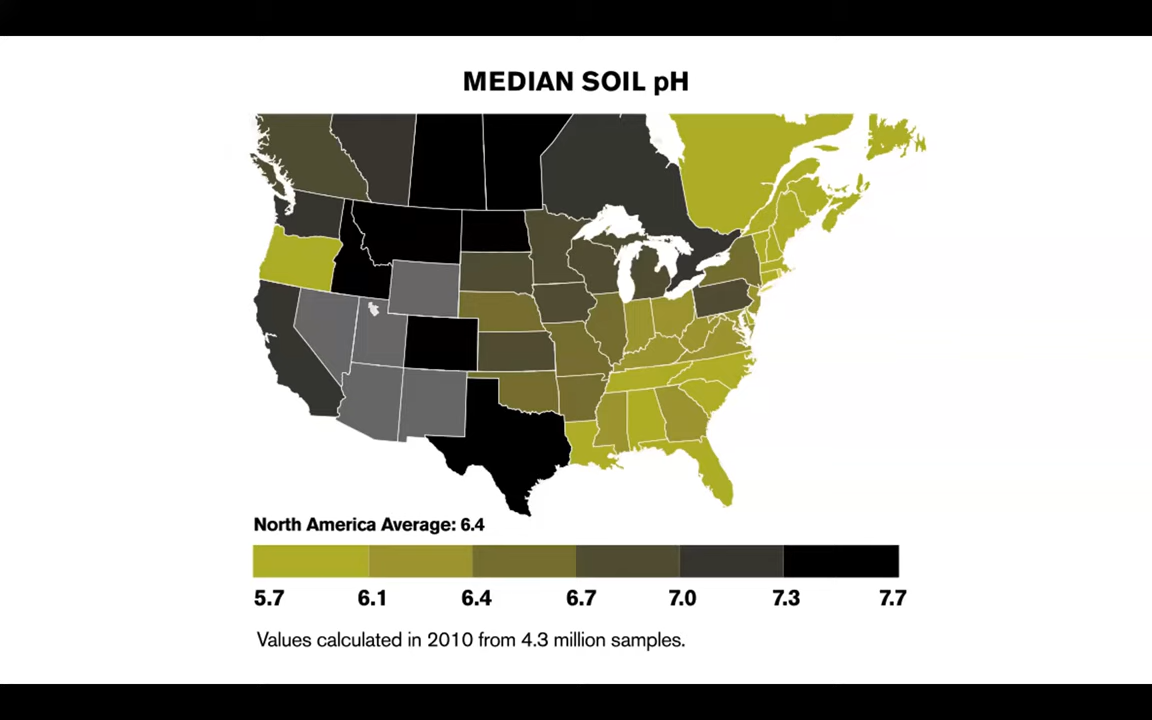 MEDIAN SOIL pH
North America Average: 6.4
5.7 6.1 6.4 6.7 7.0 7.3 7.7
Values calculated in 2010 from 4.3 million samples.